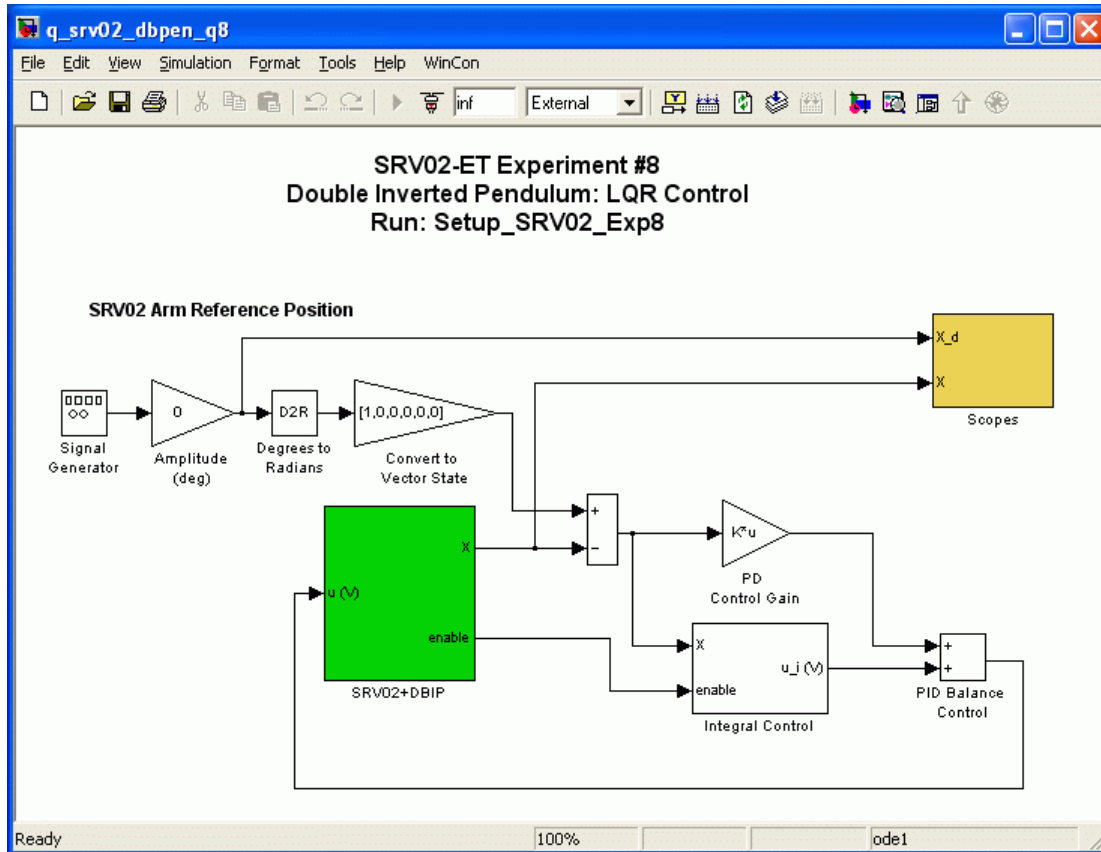 q_srv02_dbpen_q8
File Edit View Simulation Format Tools Help WinCon
inf External
SRV02-ET Experiment #8
Double Inverted Pendulum: LQR Control
Run: Setup_SRV02_Exp8
SRV02 Arm Reference Position
X_d
X
Scopes
Signal
Generator
0
Amplitude
(deg)
D2R
Degrees to
Radians
[1,0,0,0,0,0]
Convert to
Vector State
X
u (V)
enable
SRV02+DBIP
+
−
K*u
PD
Control Gain
X
enable
u_i (V)
Integral Control
+
+
PID Balance
Control
Ready 100% ode1